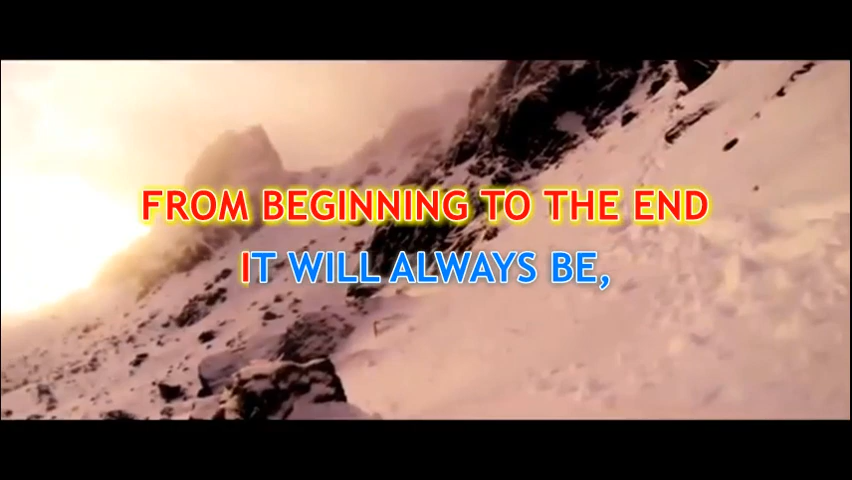 FROM BEGINNING TO THE END
IT WILL ALWAYS BE,